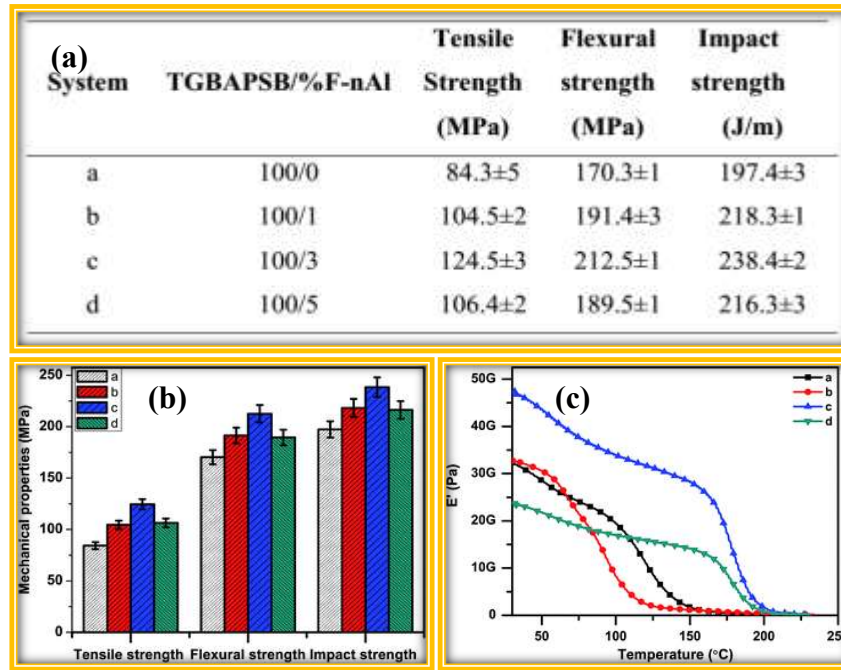 (a)
System TGBAPSB/%F-nAl Tensile Strength (MPa) Flexural strength (MPa) Impact strength (J/m)
a 100/0 84.3±5 170.3±1 197.4±3
b 100/1 104.5±2 191.4±3 218.3±1
c 100/3 124.5±3 212.5±1 238.4±2
d 100/5 106.4±2 189.5±1 216.3±3
(b)
a
b
c
d
Mechanical properties (MPa)
250
200
150
100
50
0
Tensile strength Flexural strength Impact strength
(c)
a
b
c
d
E' (Pa)
50G
40G
30G
20G
10G
0
50 100 150 200 250
Temperature (°C)